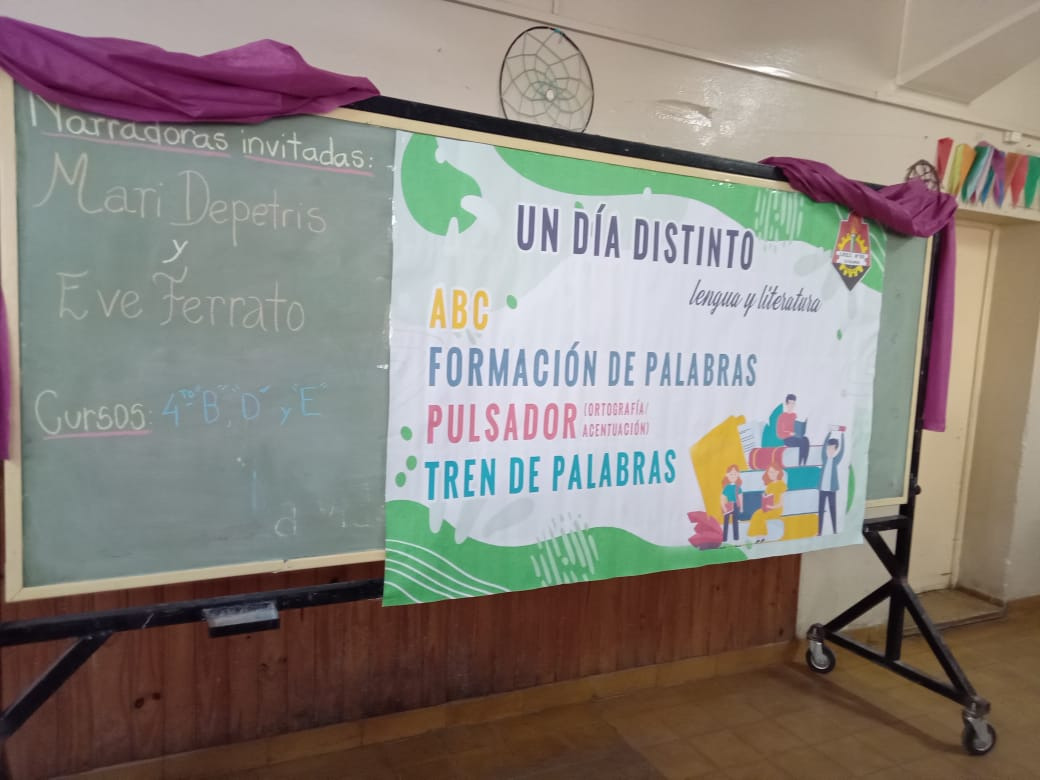 Narradoras invitadas:
Mari Depetris
y
Eve Ferrato
Cursos: 4to "B", "D" y "E"
UN DÍA DISTINTO
lengua y literatura
ABC
FORMACIÓN DE PALABRAS
PULSADOR (ORTOGRAFÍA/
ACENTUACIÓN)
TREN DE PALABRAS